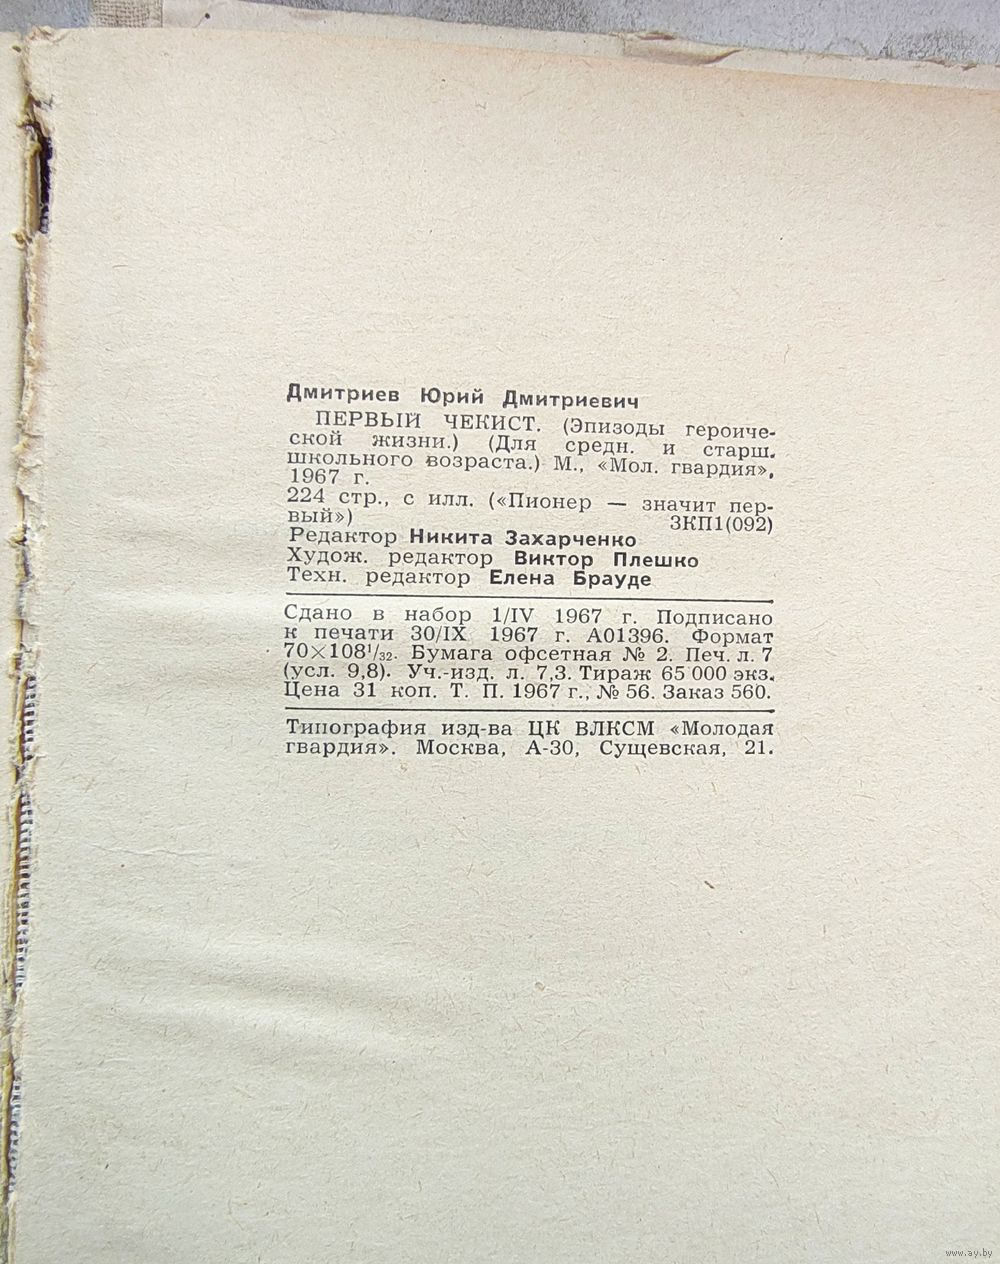 Дмитриев Юрий Дмитриевич
ПЕРВЫЙ ЧЕКИСТ. (Эпизоды героиче-
ской жизни.) (Для средн. и старш.
школьного возраста.) М., «Мол. гвардия»,
1967 г.
224 стр., с илл. («Пионер — значит пер-
вый») ЗКП1(092)
Редактор Никита Захарченко
Худож. редактор Виктор Плешко
Техн. редактор Елена Брауде
Сдано в набор 1/IV 1967 г. Подписано
к печати 30/IX 1967 г. А01396. Формат
70×108¹/₃₂. Бумага офсетная № 2. Печ. л. 7
(усл. 9,8). Уч.-изд. л. 7,3. Тираж 65 000 экз.
Цена 31 коп. Т. П. 1967 г., № 56. Заказ 560.
Типография изд-ва ЦК ВЛКСМ «Молодая
гвардия». Москва, А-30, Сущевская, 21.
www.ay.by